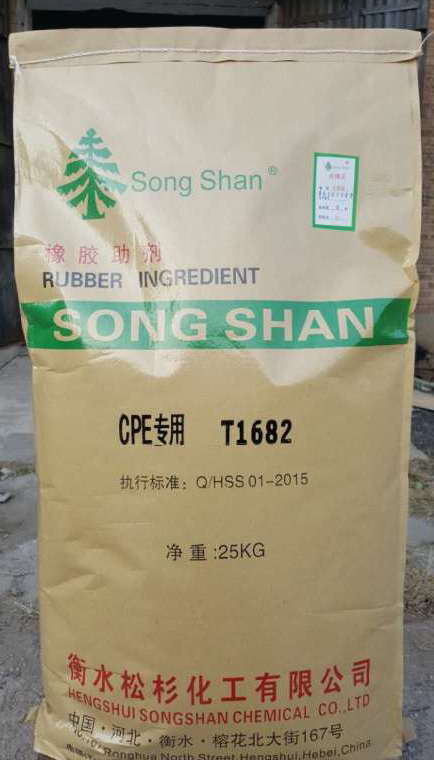 Song Shan®
橡胶助剂
RUBBER INGREDIENT
SONG SHAN
CPE专用 T1682
执行标准: Q/HSS 01-2015
净重:25KG
衡水松杉化工有限公司
HENGSHUI SONGSHAN CHEMICAL CO.,LTD
中国·河北·衡水·榕花北大街167号
Ronghua North Street, Hengshui, Hebei, China.